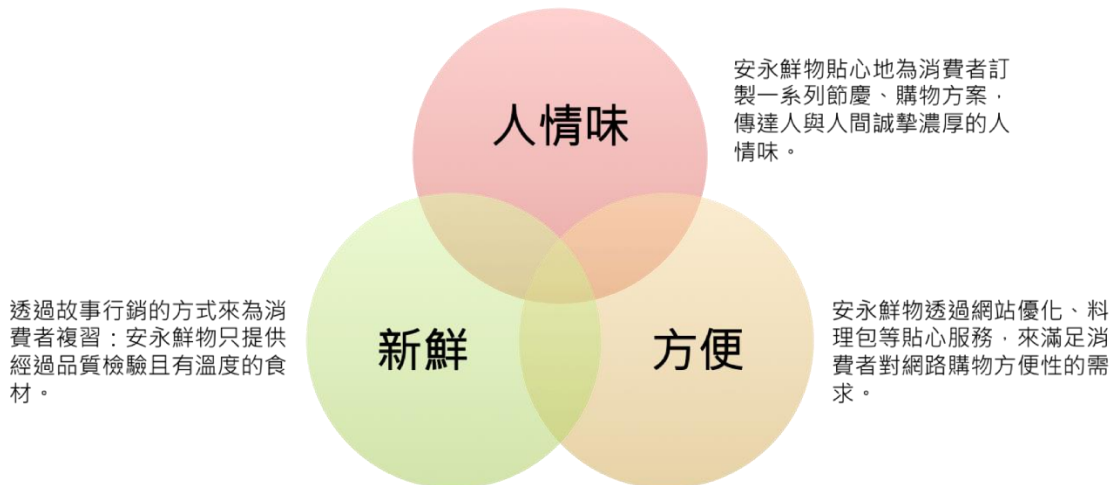 人情味
安永鮮物貼心地為消費者訂
製一系列節慶、購物方案，
傳達人與人間誠摯濃厚的人
情味。
新鮮
透過故事行銷的方式來為消
費者複習：安永鮮物只提供
經過品質檢驗且有溫度的食
材。
方便
安永鮮物透過網站優化、料
理包等貼心服務，來滿足消
費者對網路購物方便性的需
求。